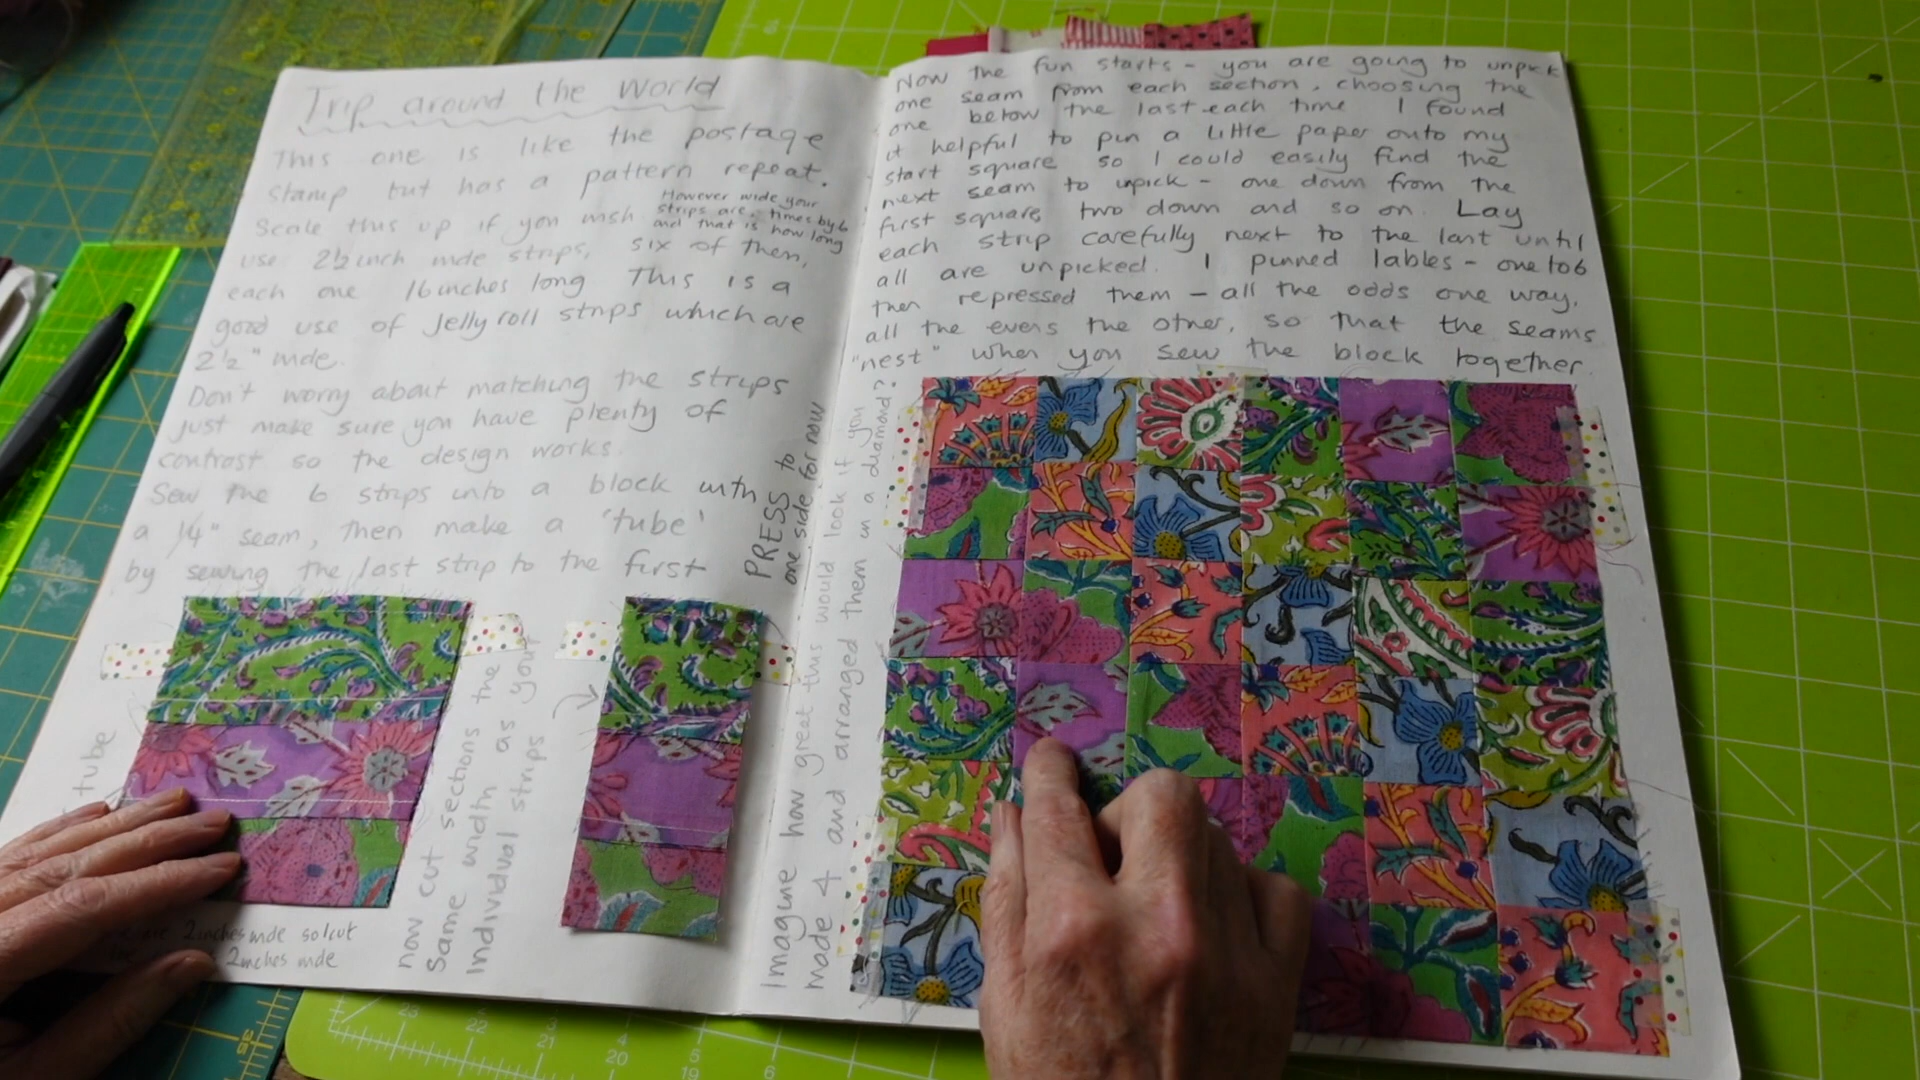 Trip around the World
This one is like the postage
stamp but has a pattern repeat.
Scale this up if you wish
However wide your
strips are, times by 6
and that is how long
use 2½ inch wide strips, six of them,
each one 16 inches long This is a
good use of Jelly roll strips which are
2½" wide.
Don't worry about matching the strips
just make sure you have plenty of
contrast so the design works.
Sew the 6 strips into a block with
a ¼" seam, then make a 'tube'
by sewing the last strip to the first
PRESS to
one side for now
tube
now cut sections the
same width as your
Individual strips
2 inches wide so I cut
2 inches wide
Now the fun starts - you are going to unpick
one seam from each section, choosing the
one below the last each time I found
it helpful to pin a little paper onto my
start square so I could easily find the
next seam to unpick - one down from the
first square, two down and so on. Lay
each strip carefully next to the last until
all are unpicked. I pinned lables - one to 6
then repressed them - all the odds one way,
all the evens the other, so that the seams
"nest" when you sew the block together.
Imagine how great this would look if you
made 4 and arranged them in a diamond?
23
22
21
20
19
4
5
6
35